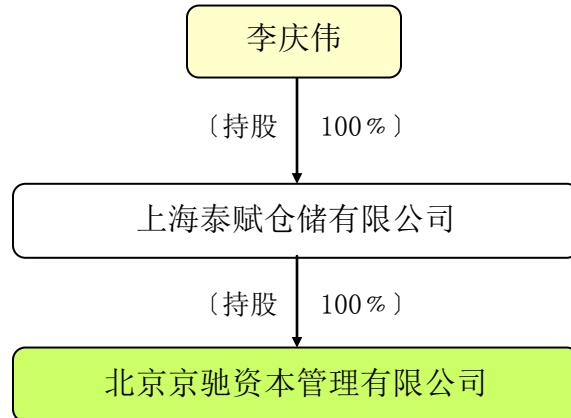 李庆伟
〔持股 100%〕
上海泰赋仓储有限公司
〔持股 100%〕
北京京驰资本管理有限公司